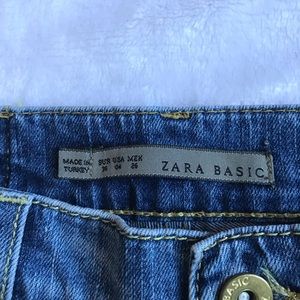 MADE IN TURKEY
EUR USA MEX
36 04 26
ZARA BASIC
BASIC